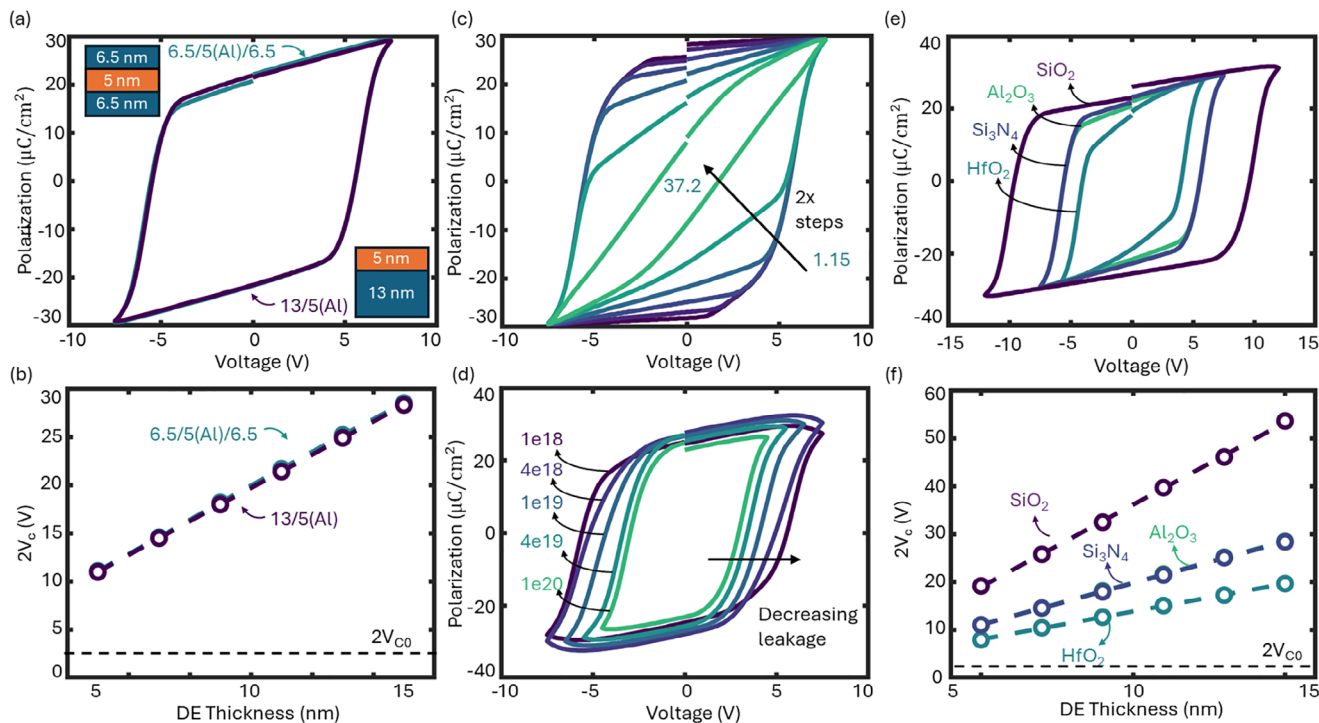 (a)
30
20
10
0
-10
-20
-30
Polarization (μC/cm²)
6.5 nm
5 nm
6.5 nm
6.5/5(Al)/6.5
13/5(Al)
5 nm
13 nm
-10
-5
0
5
10
Voltage (V)
(c)
30
20
10
0
-10
-20
-30
Polarization (μC/cm²)
37.2
2x
steps
1.15
-10
-5
0
5
10
Voltage (V)
(e)
40
20
0
-20
-40
Polarization (μC/cm²)
SiO₂
Al₂O₃
Si₃N₄
HfO₂
-15
-10
-5
0
5
10
15
Voltage (V)
(b)
30
25
20
15
10
5
0
2Vc (V)
6.5/5(Al)/6.5
13/5(Al)
2VC0
5
10
15
DE Thickness (nm)
(d)
40
20
0
-20
-40
Polarization (μC/cm²)
1e18
4e18
1e19
4e19
1e20
Decreasing
leakage
-10
-5
0
5
10
Voltage (V)
(f)
60
50
40
30
20
10
0
2Vc (V)
SiO₂
Si₃N₄
Al₂O₃
HfO₂
2VC0
5
10
15
DE Thickness (nm)